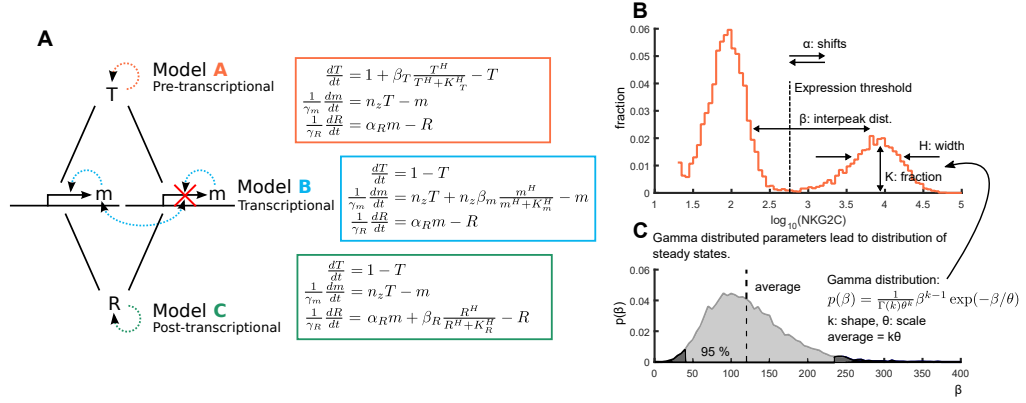 A
Model A
Pre-transcriptional
T
dT/dt = 1 + β_T T^H/(T^H+K_T^H) − T
1/γ_m dm/dt = n_z T − m
1/γ_R dR/dt = α_R m − R
m
m
Model B
Transcriptional
dT/dt = 1 − T
1/γ_m dm/dt = n_z T + n_z β_m m^H/(m^H+K_m^H) − m
1/γ_R dR/dt = α_R m − R
R
Model C
Post-transcriptional
dT/dt = 1 − T
1/γ_m dm/dt = n_z T − m
1/γ_R dR/dt = α_R m + β_R R^H/(R^H+K_R^H) − R
B
fraction
0.06
0.05
0.04
0.03
0.02
0.01
0
α: shifts
Expression threshold
β: interpeak dist.
H: width
K: fraction
1 1.5 2 2.5 3 3.5 4 4.5 5
log10(NKG2C)
C
Gamma distributed parameters lead to distribution of
steady states.
p(β)
0.06
0.04
0.02
0
average
95 %
Gamma distribution:
p(β) = 1/(Γ(k)θ^k) β^(k−1) exp(−β/θ)
k: shape, θ: scale
average = kθ
0 50 100 150 200 250 300 350 400
β